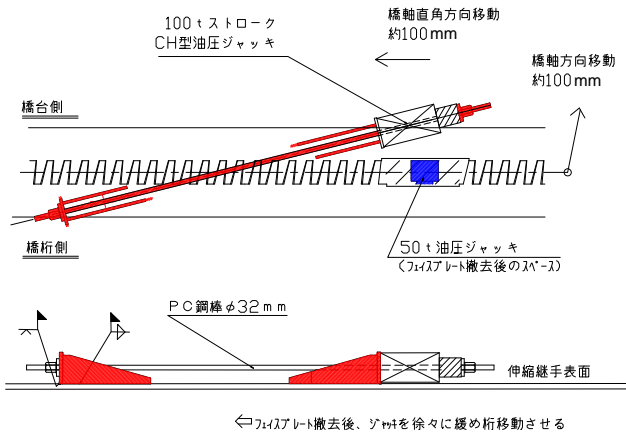 100tストローク
CH型油圧ジャッキ
橋軸直角方向移動
約100mm
橋軸方向移動
約100mm
橋台側
橋桁側
50t油圧ジャッキ
(フェイスプレート撤去後のスペース)
PC鋼棒φ32mm
伸縮継手表面
⇦フェイスプレート撤去後、ジャッキを徐々に緩め桁移動させる